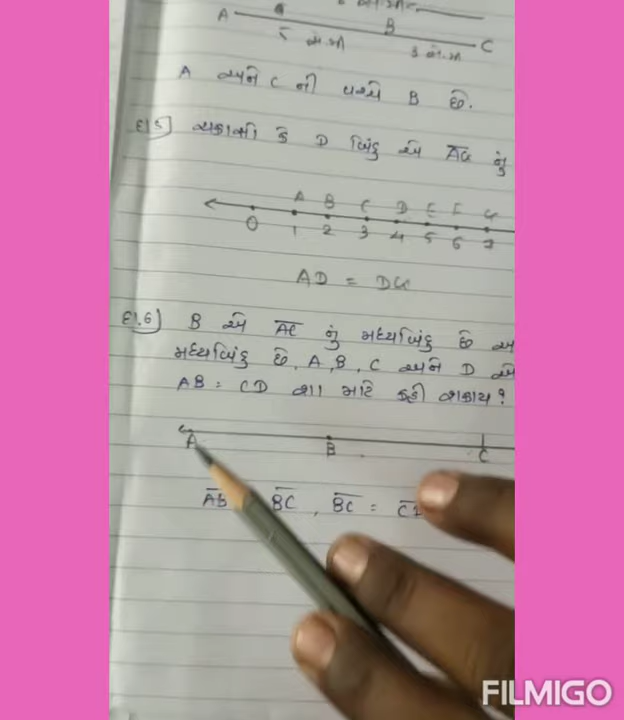 A B C
5 સે.મી 3 સે.મી
A અને C ની વચ્ચે B છે.
દા.5] ચકાસો કે D બિંદુ એ AG નું
A B C D E F G
0 1 2 3 4 5 6 7
AD = DG
દા.6] B એ AC નું મધ્યબિંદુ છે અ
મધ્યબિંદુ છે, A, B, C અને D એ
AB = CD શા માટે કહી શકાય?
A B C
AB BC, BC = C
FILMIGO